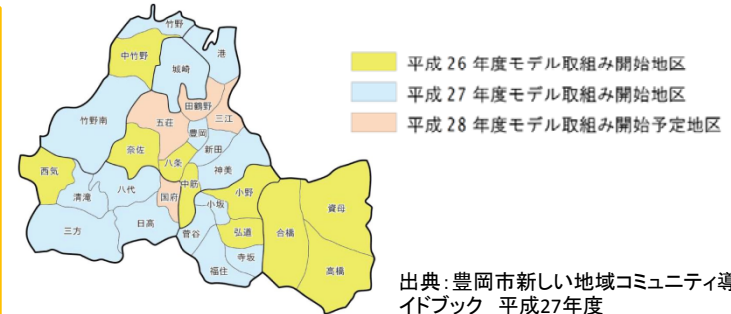 竹野
港
中竹野
城崎
田鶴野
三江
竹野南
五荘
豊岡
新田
奈佐
八条
神美
西気
中筋
小野
清滝
八代
国府
小坂
資母
三方
日高
菅谷
弘道
合橋
寺坂
福住
高橋
平成26年度モデル取組み開始地区
平成27年度モデル取組み開始地区
平成28年度モデル取組み開始予定地区
出典：豊岡市新しい地域コミュニティ導
イドブック　平成27年度